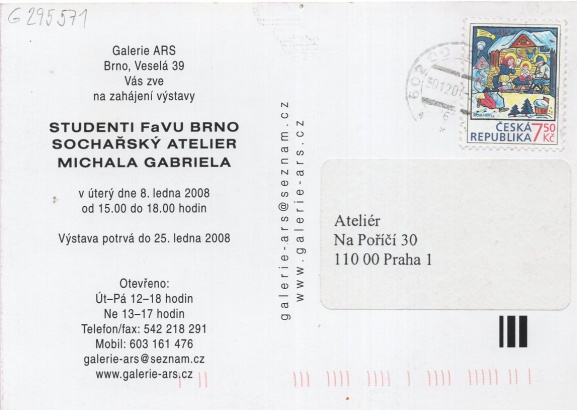 G 295571
Galerie ARS
Brno, Veselá 39
Vás zve
na zahájení výstavy
STUDENTI FaVU BRNO
SOCHAŘSKÝ ATELIER
MICHALA GABRIELA
v úterý dne 8. ledna 2008
od 15.00 do 18.00 hodin
Výstava potrvá do 25. ledna 2008
Otevřeno:
Út–Pá 12–18 hodin
Ne 13–17 hodin
Telefon/fax: 542 218 291
Mobil: 603 161 476
galerie-ars@seznam.cz
www.galerie-ars.cz
galerie-ars@seznam.cz
www.galerie-ars.cz
ČESKÁ
REPUBLIKA 7,50 Kč
Ateliér
Na Poříčí 30
110 00 Praha 1